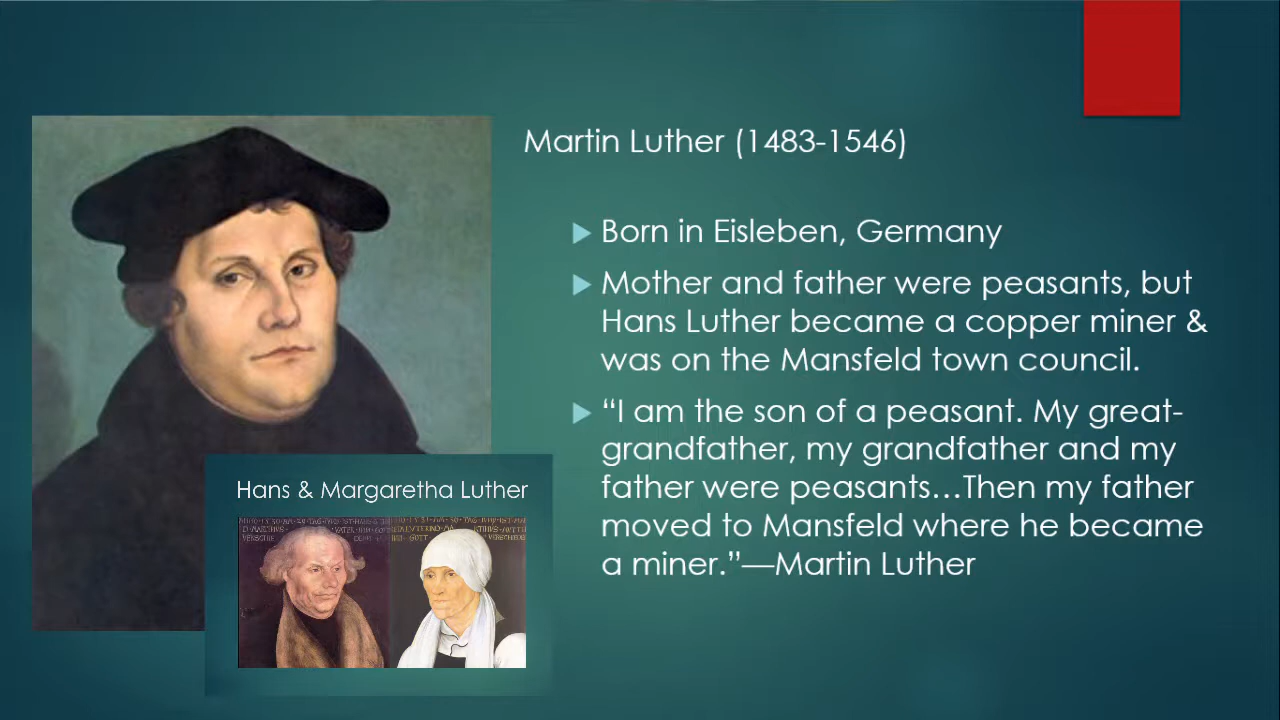 Martin Luther (1483-1546)
Born in Eisleben, Germany
Mother and father were peasants, but
Hans Luther became a copper miner &
was on the Mansfeld town council.
“I am the son of a peasant. My great-
grandfather, my grandfather and my
father were peasants…Then my father
moved to Mansfeld where he became
a miner.”—Martin Luther
Hans & Margaretha Luther